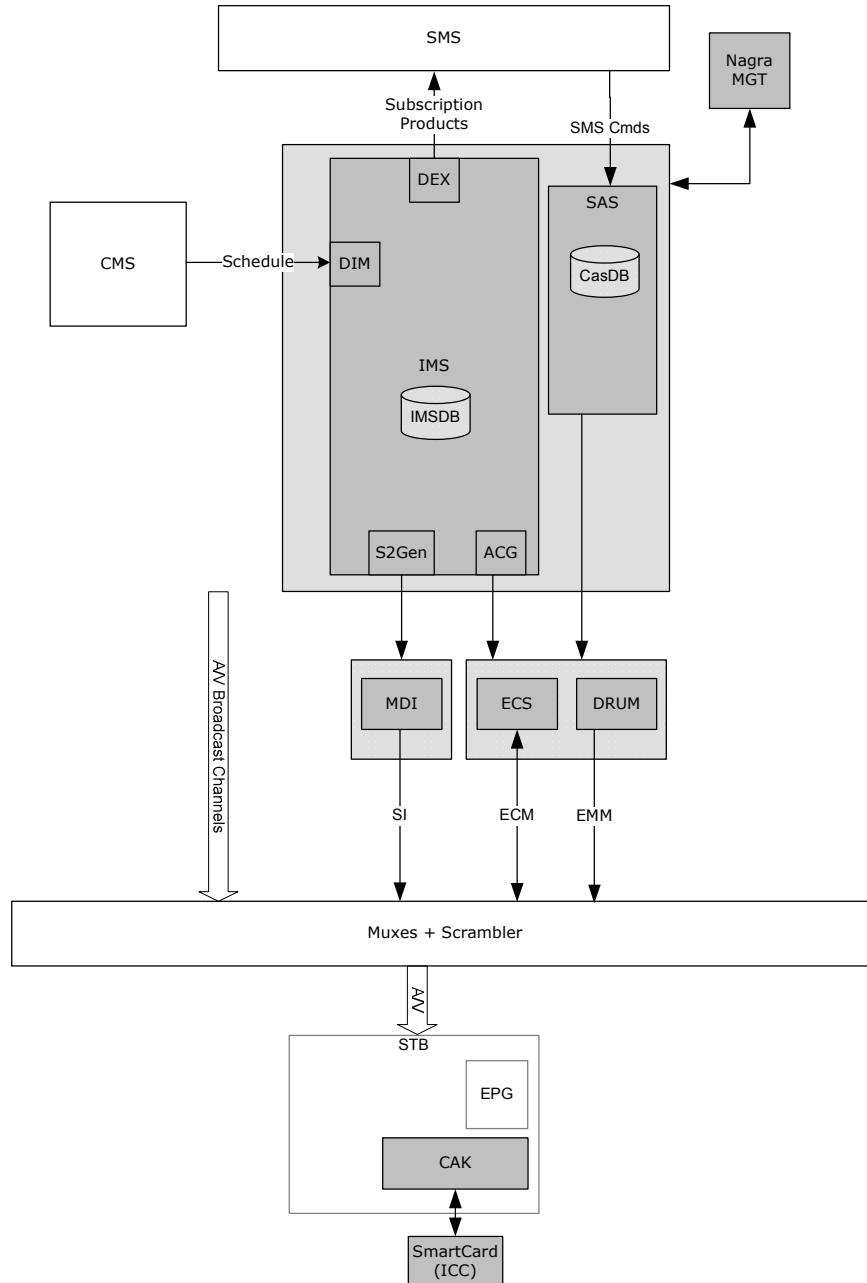 SMS
Nagra
MGT
Subscription
Products
SMS Cmds
DEX
SAS
CMS
Schedule
DIM
CasDB
IMS
IMSDB
S2Gen
ACG
A/V Broadcast Channels
MDI
ECS
DRUM
SI
ECM
EMM
Muxes + Scrambler
A/V
STB
EPG
CAK
SmartCard
(ICC)